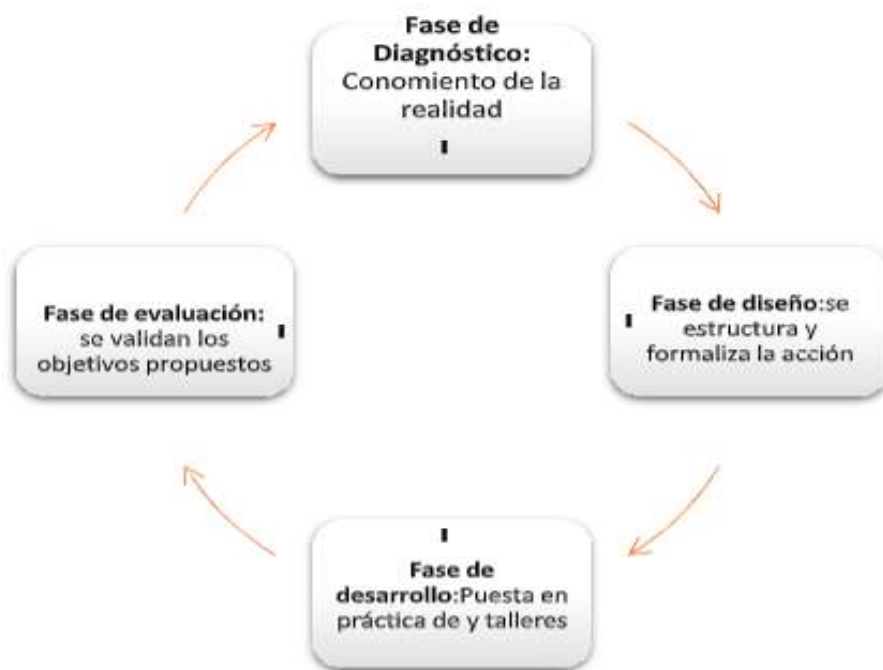 Fase de
Diagnóstico:
Conomiento de la
realidad
Fase de diseño:se
estructura y
formaliza la acción
Fase de
desarrollo:Puesta en
práctica de y talleres
Fase de evaluación:
se validan los
objetivos propuestos